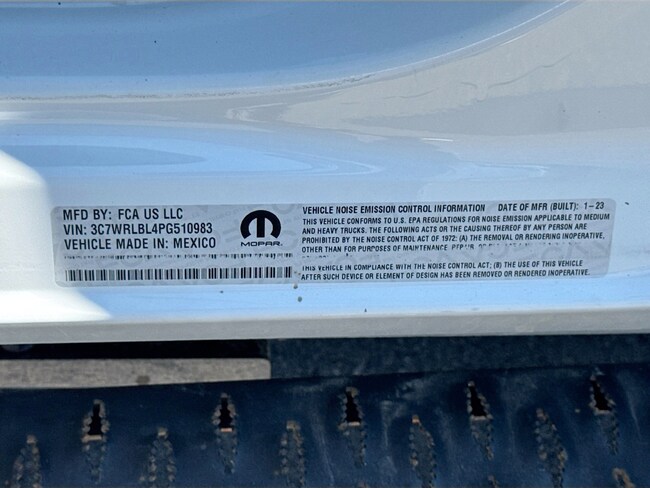 MFD BY: FCA US LLC
VIN: 3C7WRLBL4PG510983
VEHICLE MADE IN: MEXICO
MOPAR
VEHICLE NOISE EMISSION CONTROL INFORMATION DATE OF MFR (BUILT): 1-23
THIS VEHICLE CONFORMS TO U.S. EPA REGULATIONS FOR NOISE EMISSION APPLICABLE TO MEDIUM
AND HEAVY TRUCKS. THE FOLLOWING ACTS OR THE CAUSING THEREOF BY ANY PERSON ARE
PROHIBITED BY THE NOISE CONTROL ACT OF 1972: (A) THE REMOVAL OR RENDERING INOPERATIVE,
OTHER THAN FOR PURPOSES OF MAINTENANCE, REPAIR,
THIS VEHICLE IN COMPLIANCE WITH THE NOISE CONTROL ACT; (B) THE USE OF THIS VEHICLE
AFTER SUCH DEVICE OR ELEMENT OF DESIGN HAS BEEN REMOVED OR RENDERED INOPERATIVE.